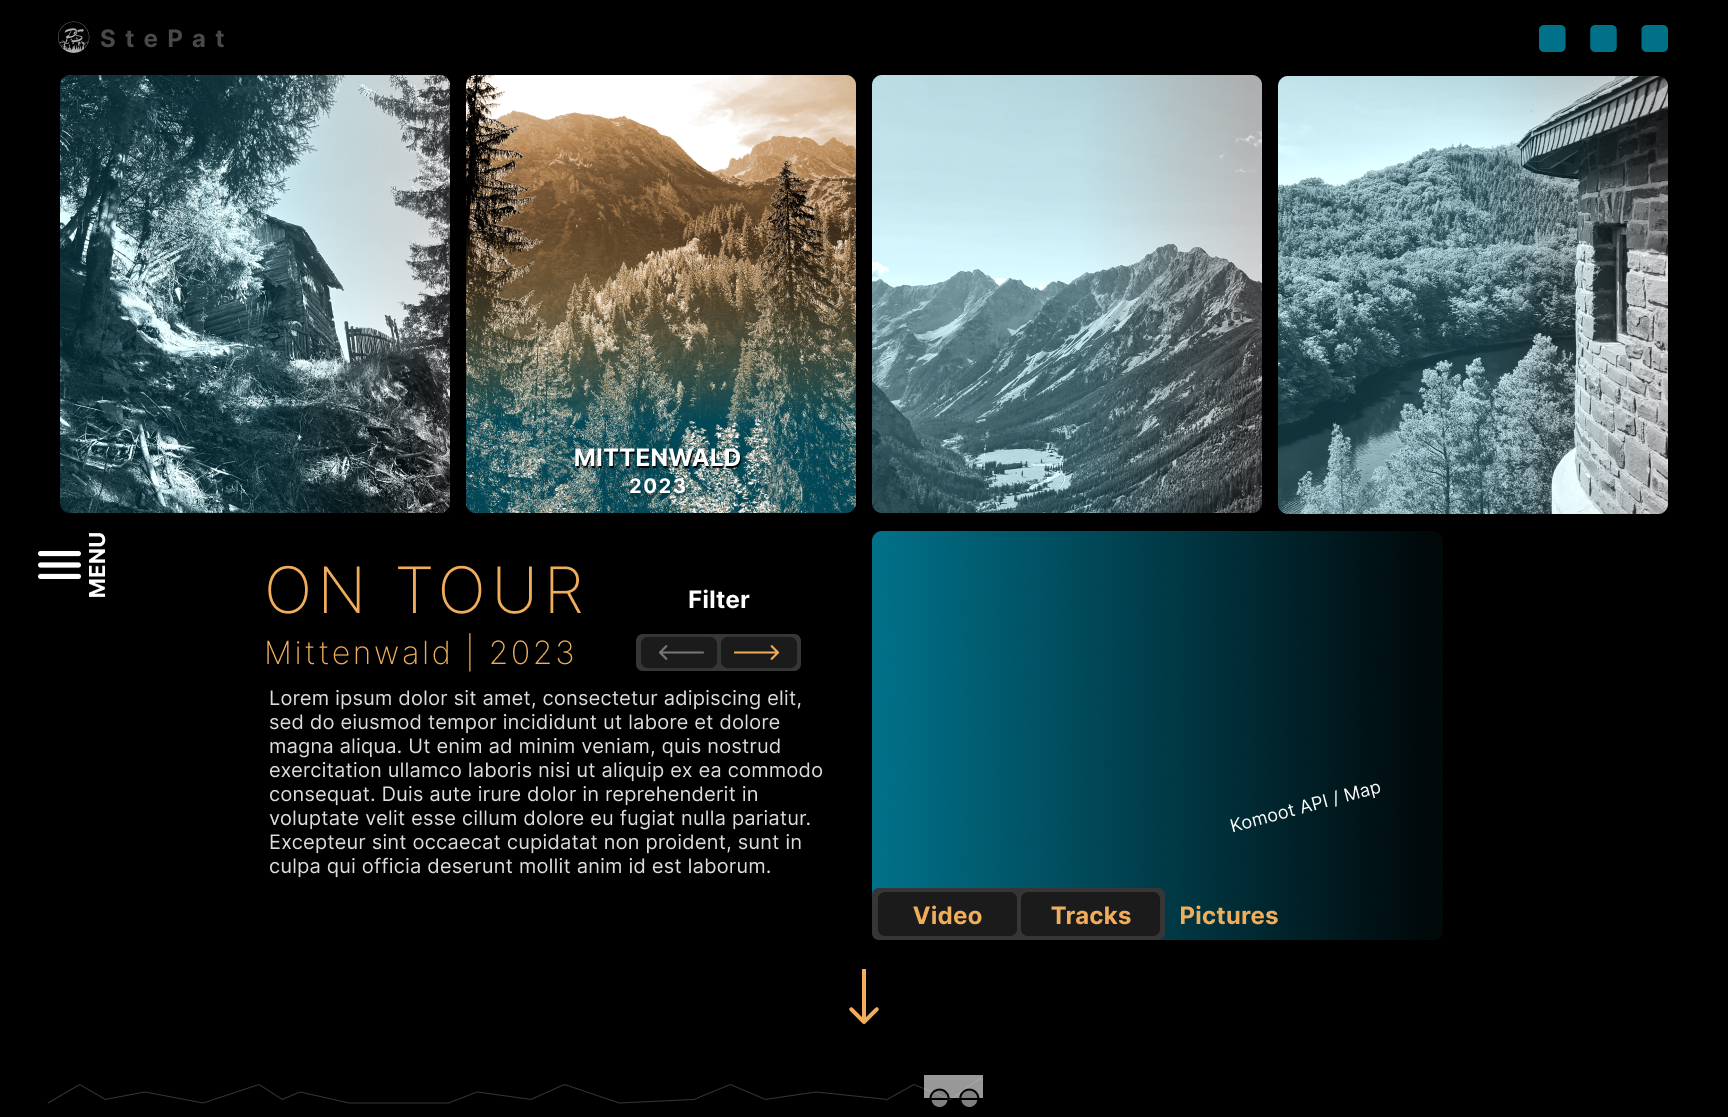 PS
StePat
MITTENWALD
2023
MENU
ON TOUR
Filter
Mittenwald | 2023
Lorem ipsum dolor sit amet, consectetur adipiscing elit,
sed do eiusmod tempor incididunt ut labore et dolore
magna aliqua. Ut enim ad minim veniam, quis nostrud
exercitation ullamco laboris nisi ut aliquip ex ea commodo
consequat. Duis aute irure dolor in reprehenderit in
voluptate velit esse cillum dolore eu fugiat nulla pariatur.
Excepteur sint occaecat cupidatat non proident, sunt in
culpa qui officia deserunt mollit anim id est laborum.
Komoot API / Map
Video
Tracks
Pictures